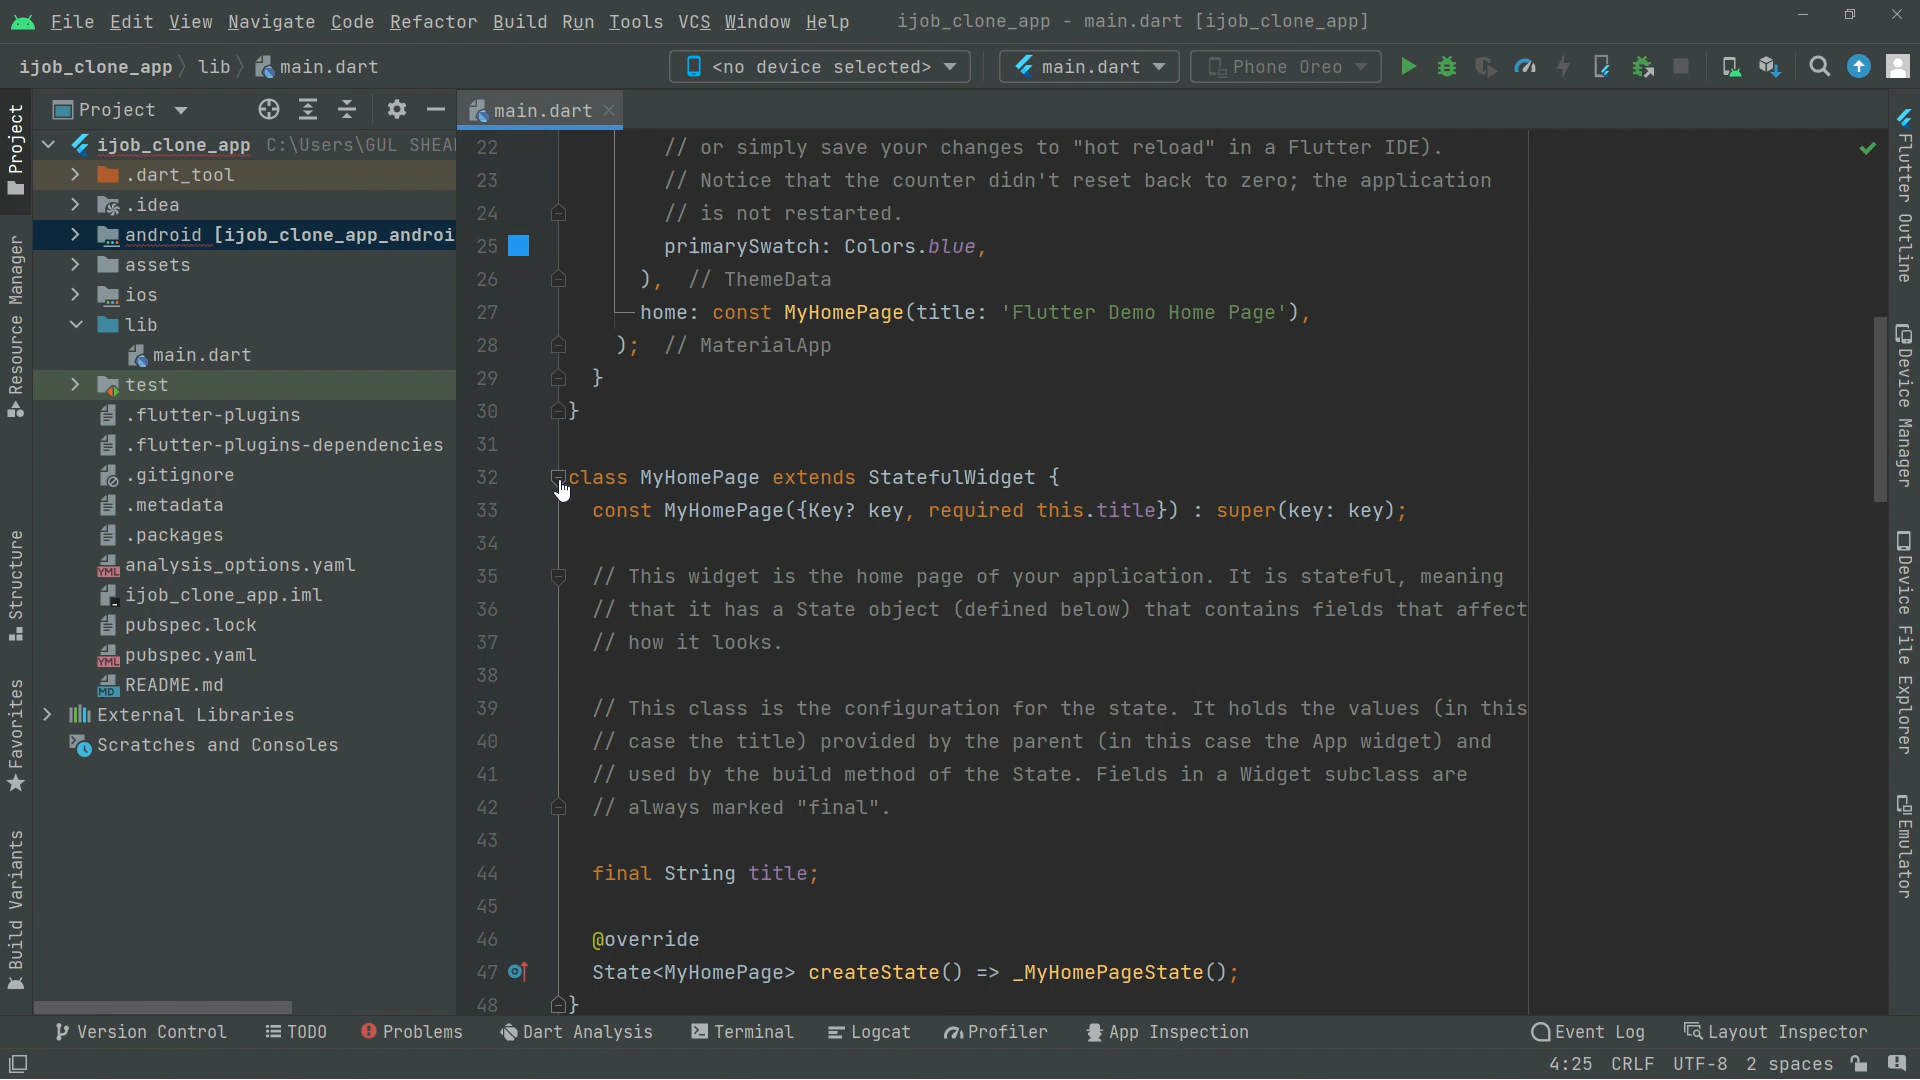 File Edit View Navigate Code Refactor Build Run Tools VCS Window Help ijob_clone_app - main.dart [ijob_clone_app]
ijob_clone_app lib main.dart <no device selected> main.dart Phone Oreo
Project
main.dart
ijob_clone_app C:\Users\GUL SHEA
.dart_tool
.idea
android [ijob_clone_app_androi
assets
ios
lib
main.dart
test
.flutter-plugins
.flutter-plugins-dependencies
.gitignore
.metadata
.packages
analysis_options.yaml
ijob_clone_app.iml
pubspec.lock
pubspec.yaml
README.md
External Libraries
Scratches and Consoles
Project
Resource Manager
Structure
Favorites
Build Variants
22 // or simply save your changes to "hot reload" in a Flutter IDE).
23 // Notice that the counter didn't reset back to zero; the application
24 // is not restarted.
25 primarySwatch: Colors.blue,
26 ), // ThemeData
27 home: const MyHomePage(title: 'Flutter Demo Home Page'),
28 ); // MaterialApp
29 }
30 }
31
32 class MyHomePage extends StatefulWidget {
33 const MyHomePage({Key? key, required this.title}) : super(key: key);
34
35 // This widget is the home page of your application. It is stateful, meaning
36 // that it has a State object (defined below) that contains fields that affect
37 // how it looks.
38
39 // This class is the configuration for the state. It holds the values (in this
40 // case the title) provided by the parent (in this case the App widget) and
41 // used by the build method of the State. Fields in a Widget subclass are
42 // always marked "final".
43
44 final String title;
45
46 @override
47 State<MyHomePage> createState() => _MyHomePageState();
48 }
Flutter Outline
Device Manager
Device File Explorer
Emulator
Version Control TODO Problems Dart Analysis Terminal Logcat Profiler App Inspection Event Log Layout Inspector
4:25 CRLF UTF-8 2 spaces